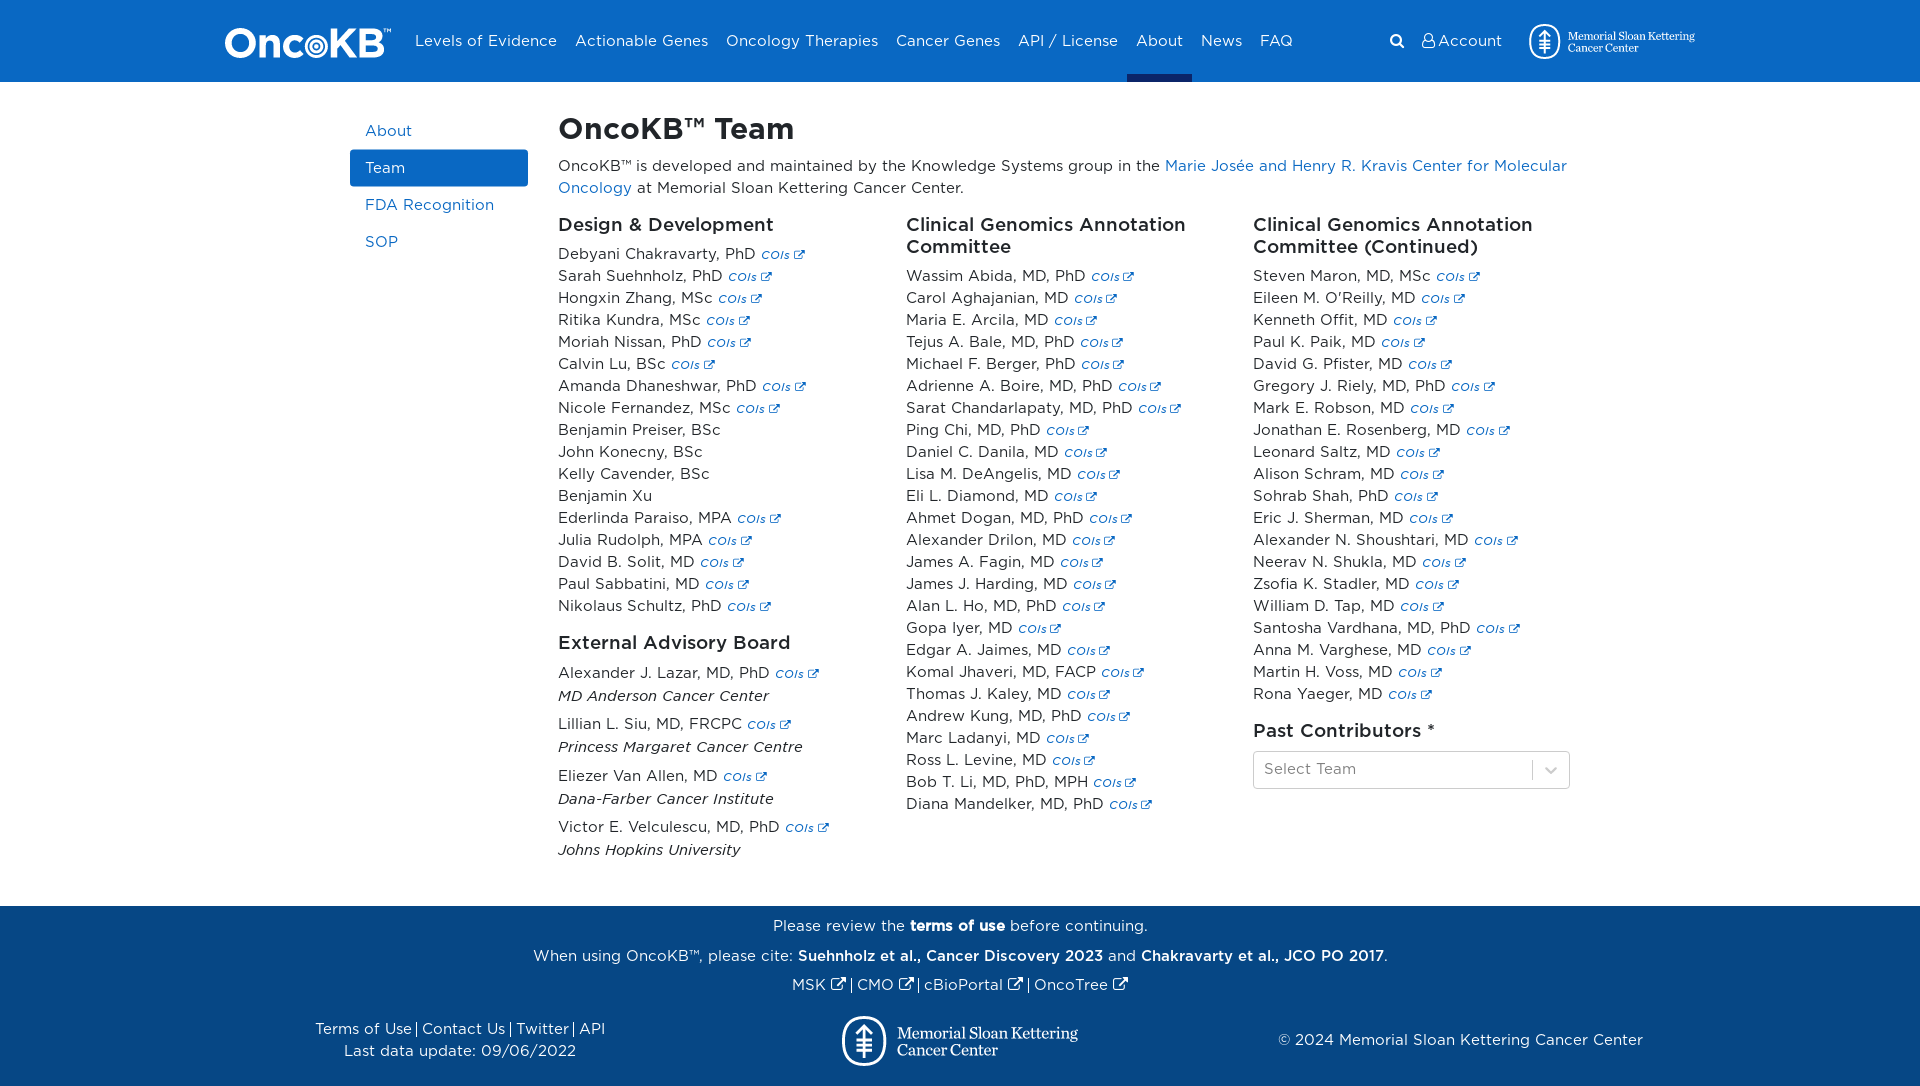 OncoKB™
Levels of Evidence
Actionable Genes
Oncology Therapies
Cancer Genes
API / License
About
News
FAQ
Account
Memorial Sloan Kettering
Cancer Center
About
Team
FDA Recognition
SOP
OncoKB™ Team
OncoKB™ is developed and maintained by the Knowledge Systems group in the Marie Josée and Henry R. Kravis Center for Molecular
Oncology at Memorial Sloan Kettering Cancer Center.
Design & Development
Debyani Chakravarty, PhD COIs
Sarah Suehnholz, PhD COIs
Hongxin Zhang, MSc COIs
Ritika Kundra, MSc COIs
Moriah Nissan, PhD COIs
Calvin Lu, BSc COIs
Amanda Dhaneshwar, PhD COIs
Nicole Fernandez, MSc COIs
Benjamin Preiser, BSc
John Konecny, BSc
Kelly Cavender, BSc
Benjamin Xu
Ederlinda Paraiso, MPA COIs
Julia Rudolph, MPA COIs
David B. Solit, MD COIs
Paul Sabbatini, MD COIs
Nikolaus Schultz, PhD COIs
External Advisory Board
Alexander J. Lazar, MD, PhD COIs
MD Anderson Cancer Center
Lillian L. Siu, MD, FRCPC COIs
Princess Margaret Cancer Centre
Eliezer Van Allen, MD COIs
Dana-Farber Cancer Institute
Victor E. Velculescu, MD, PhD COIs
Johns Hopkins University
Clinical Genomics Annotation
Committee
Wassim Abida, MD, PhD COIs
Carol Aghajanian, MD COIs
Maria E. Arcila, MD COIs
Tejus A. Bale, MD, PhD COIs
Michael F. Berger, PhD COIs
Adrienne A. Boire, MD, PhD COIs
Sarat Chandarlapaty, MD, PhD COIs
Ping Chi, MD, PhD COIs
Daniel C. Danila, MD COIs
Lisa M. DeAngelis, MD COIs
Eli L. Diamond, MD COIs
Ahmet Dogan, MD, PhD COIs
Alexander Drilon, MD COIs
James A. Fagin, MD COIs
James J. Harding, MD COIs
Alan L. Ho, MD, PhD COIs
Gopa Iyer, MD COIs
Edgar A. Jaimes, MD COIs
Komal Jhaveri, MD, FACP COIs
Thomas J. Kaley, MD COIs
Andrew Kung, MD, PhD COIs
Marc Ladanyi, MD COIs
Ross L. Levine, MD COIs
Bob T. Li, MD, PhD, MPH COIs
Diana Mandelker, MD, PhD COIs
Clinical Genomics Annotation
Committee (Continued)
Steven Maron, MD, MSc COIs
Eileen M. O'Reilly, MD COIs
Kenneth Offit, MD COIs
Paul K. Paik, MD COIs
David G. Pfister, MD COIs
Gregory J. Riely, MD, PhD COIs
Mark E. Robson, MD COIs
Jonathan E. Rosenberg, MD COIs
Leonard Saltz, MD COIs
Alison Schram, MD COIs
Sohrab Shah, PhD COIs
Eric J. Sherman, MD COIs
Alexander N. Shoushtari, MD COIs
Neerav N. Shukla, MD COIs
Zsofia K. Stadler, MD COIs
William D. Tap, MD COIs
Santosha Vardhana, MD, PhD COIs
Anna M. Varghese, MD COIs
Martin H. Voss, MD COIs
Rona Yaeger, MD COIs
Past Contributors *
Select Team
Please review the terms of use before continuing.
When using OncoKB™, please cite: Suehnholz et al., Cancer Discovery 2023 and Chakravarty et al., JCO PO 2017.
MSK | CMO | cBioPortal | OncoTree
Terms of Use | Contact Us | Twitter | API
Last data update: 09/06/2022
Memorial Sloan Kettering
Cancer Center
© 2024 Memorial Sloan Kettering Cancer Center